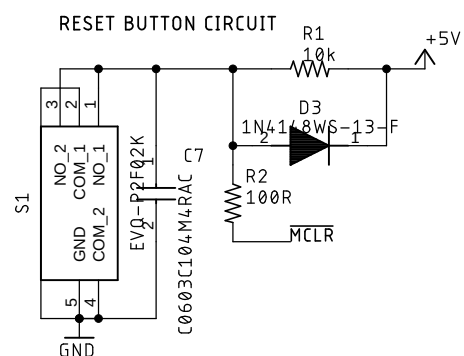 RESET BUTTON CIRCUIT
R1
10k
+5V
D3
1N4148WS-13-F
2
1
3
2
1
NO_2
COM_1
NO_1
S1
COM_2
GND
5
4
EVQ-P2F02K
1
2
C7
C0603C104M4RAC
R2
100R
MCLR
GND